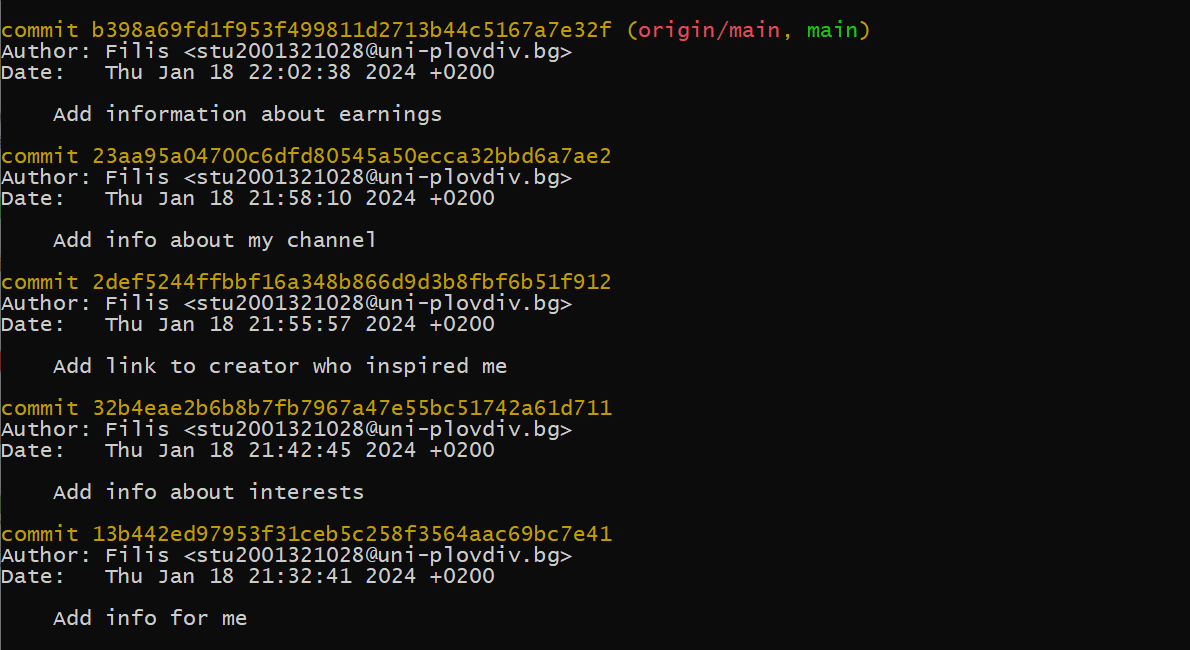 commit b398a69fd1f953f499811d2713b44c5167a7e32f (origin/main, main)
Author: Filis <stu2001321028@uni-plovdiv.bg>
Date:   Thu Jan 18 22:02:38 2024 +0200
    Add information about earnings
commit 23aa95a04700c6dfd80545a50ecca32bbd6a7ae2
Author: Filis <stu2001321028@uni-plovdiv.bg>
Date:   Thu Jan 18 21:58:10 2024 +0200
    Add info about my channel
commit 2def5244ffbbf16a348b866d9d3b8fbf6b51f912
Author: Filis <stu2001321028@uni-plovdiv.bg>
Date:   Thu Jan 18 21:55:57 2024 +0200
    Add link to creator who inspired me
commit 32b4eae2b6b8b7fb7967a47e55bc51742a61d711
Author: Filis <stu2001321028@uni-plovdiv.bg>
Date:   Thu Jan 18 21:42:45 2024 +0200
    Add info about interests
commit 13b442ed97953f31ceb5c258f3564aac69bc7e41
Author: Filis <stu2001321028@uni-plovdiv.bg>
Date:   Thu Jan 18 21:32:41 2024 +0200
    Add info for me